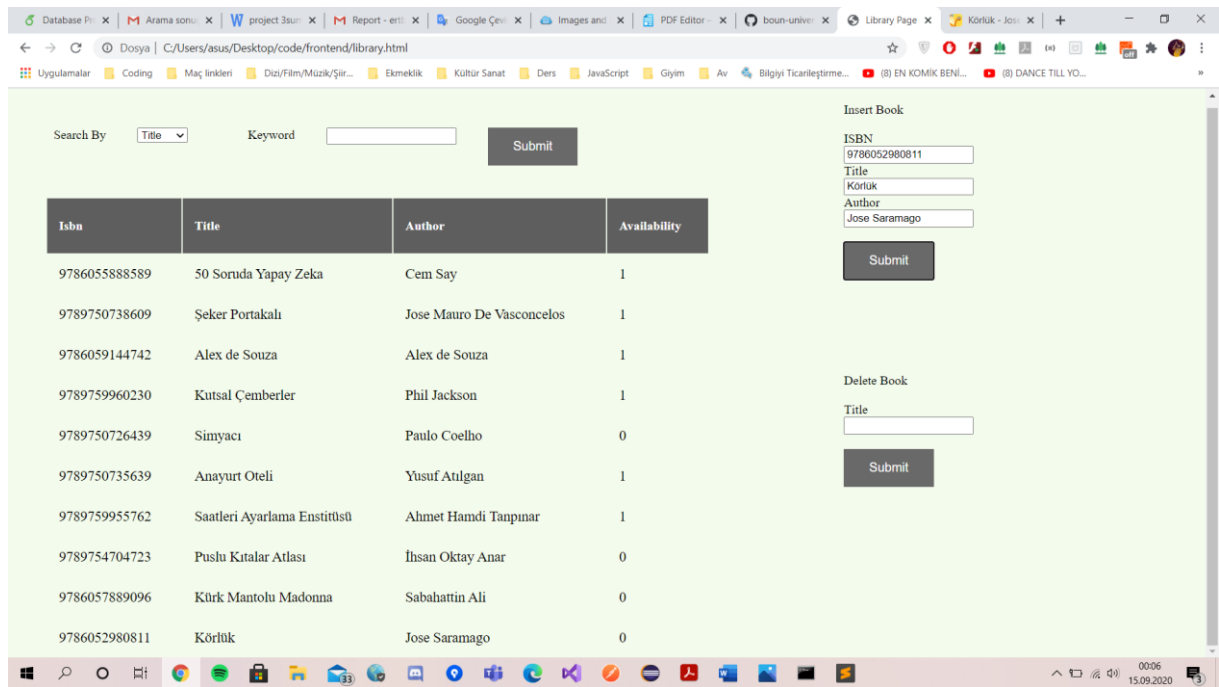 Database Pr
Arama sonuç
project 3sun
Report - ert
Google Çevi
Images and
PDF Editor –
boun-univer
Library Page
Körlük - Jose
Dosya | C:/Users/asus/Desktop/code/frontend/library.html
off
Uygulamalar Coding Maç linkleri Dizi/Film/Müzik/Şiir... Ekmeklik Kültür Sanat Ders JavaScript Giyim Av Bilgiyi Ticarileştirme... (8) EN KOMİK BENİ... (8) DANCE TILL YO... »
Search By Title Keyword Submit
Isbn Title Author Availability
9786055888589 50 Soruda Yapay Zeka Cem Say 1
9789750738609 Şeker Portakalı Jose Mauro De Vasconcelos 1
9786059144742 Alex de Souza Alex de Souza 1
9789759960230 Kutsal Çemberler Phil Jackson 1
9789750726439 Simyacı Paulo Coelho 0
9789750735639 Anayurt Oteli Yusuf Atılgan 1
9789759955762 Saatleri Ayarlama Enstitüsü Ahmet Hamdi Tanpınar 1
9789754704723 Puslu Kıtalar Atlası İhsan Oktay Anar 0
9786057889096 Kürk Mantolu Madonna Sabahattin Ali 0
9786052980811 Körlük Jose Saramago 0
Insert Book
ISBN
9786052980811
Title
Körlük
Author
Jose Saramago
Submit
Delete Book
Title
Submit
33
00:06
15.09.2020
3